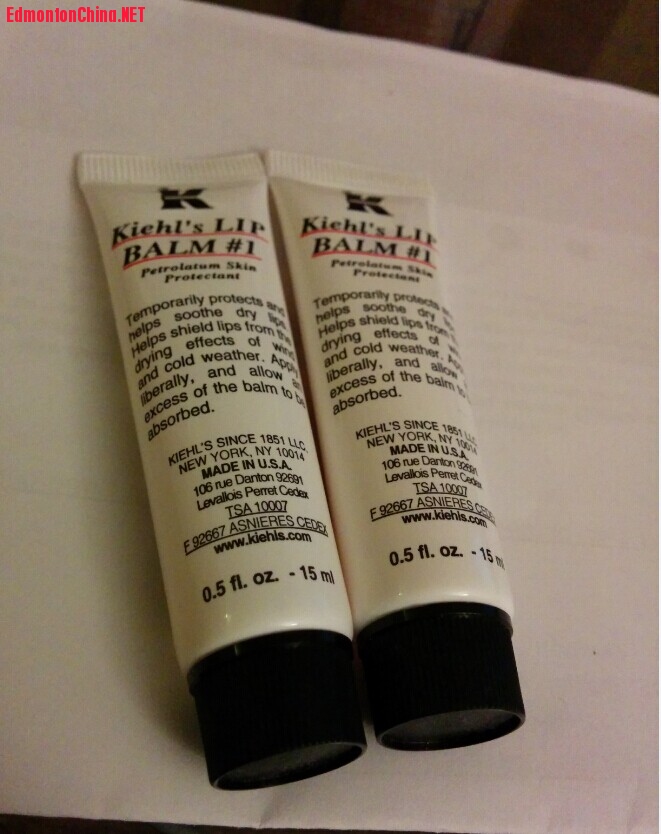 EdmontonChina.NET
K
Kiehl's LIP
BALM #1
Petrolatum Skin
Protectant
Temporarily protects and
helps soothe dry lips.
Helps shield lips from the
drying effects of wind
and cold weather. Apply
liberally, and allow
excess of the balm to be
absorbed.
KIEHL'S SINCE 1851 LLC.
NEW YORK, NY 10014
MADE IN U.S.A.
106 rue Danton 92691
Levallois Perret Cedex
TSA 10007
F 92667 ASNIERES CEDEX
www.kiehls.com
0.5 fl. oz. - 15 ml
K
Kiehl's LIP
BALM #1
Petrolatum Skin
Protectant
Temporarily protects
helps soothe dry
Helps shield lips from
drying effects of
and cold weather.
liberally, and allow
excess of the balm to
absorbed.
KIEHL'S SINCE 1851 LLC.
NEW YORK, NY 10014
MADE IN U.S.A.
106 rue Danton 92691
Levallois Perret Cedex
TSA 10007
F 92667 ASNIERES
www.kiehls.com
0.5 fl. oz. - 15 ml